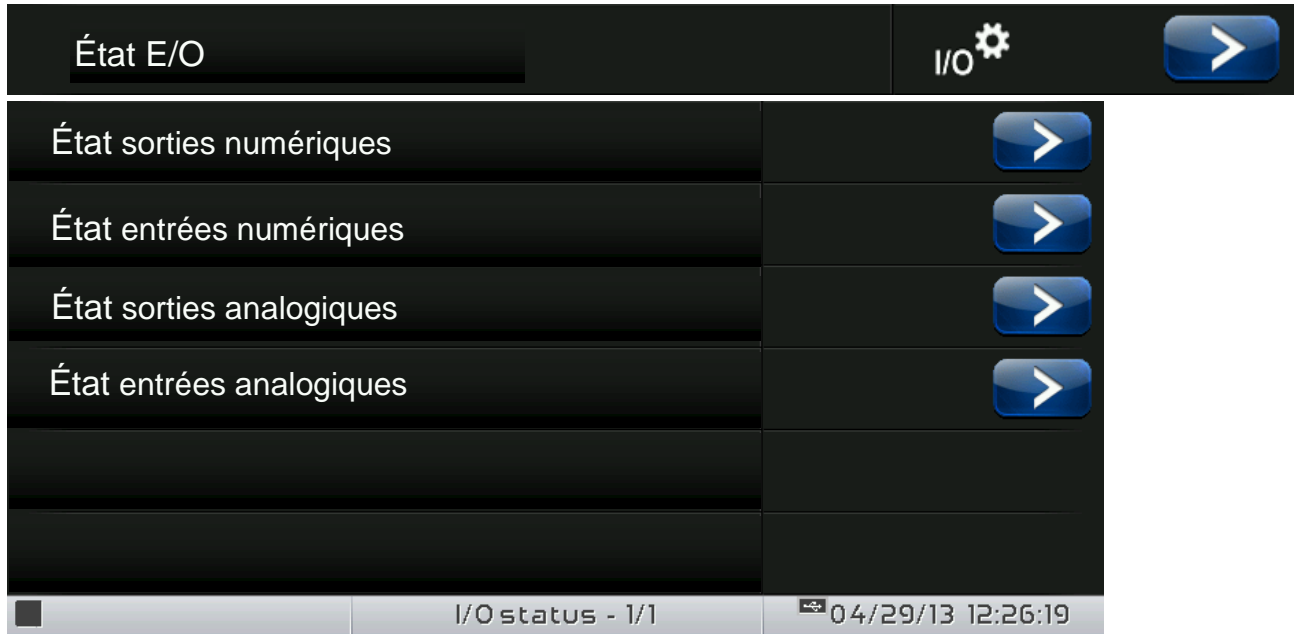 État E/O
I/O
État sorties numériques
État entrées numériques
État sorties analogiques
État entrées analogiques
I/O status - 1/1
04/29/13 12:26:19